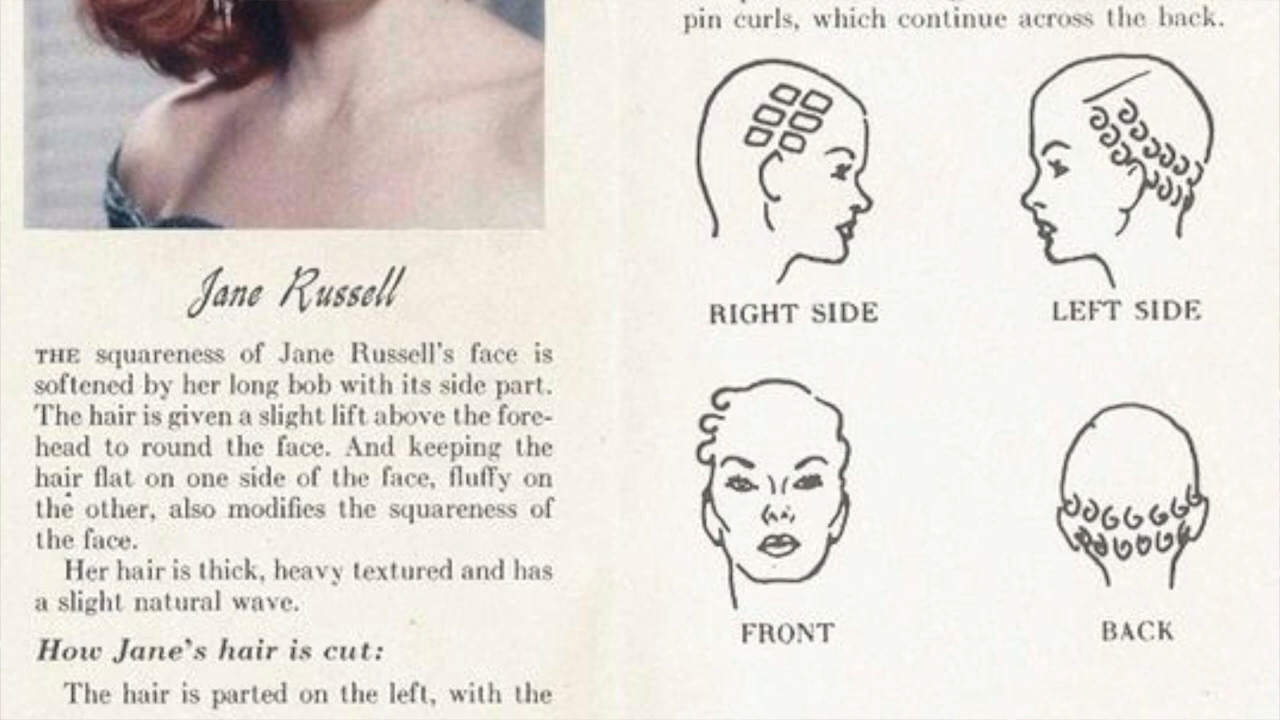 Jane Russell
THE squareness of Jane Russell's face is
softened by her long bob with its side part.
The hair is given a slight lift above the fore-
head to round the face. And keeping the
hair flat on one side of the face, fluffy on
the other, also modifies the squareness of
the face.
Her hair is thick, heavy textured and has
a slight natural wave.
How Jane's hair is cut:
The hair is parted on the left, with the
pin curls, which continue across the back.
RIGHT SIDE
LEFT SIDE
FRONT
BACK